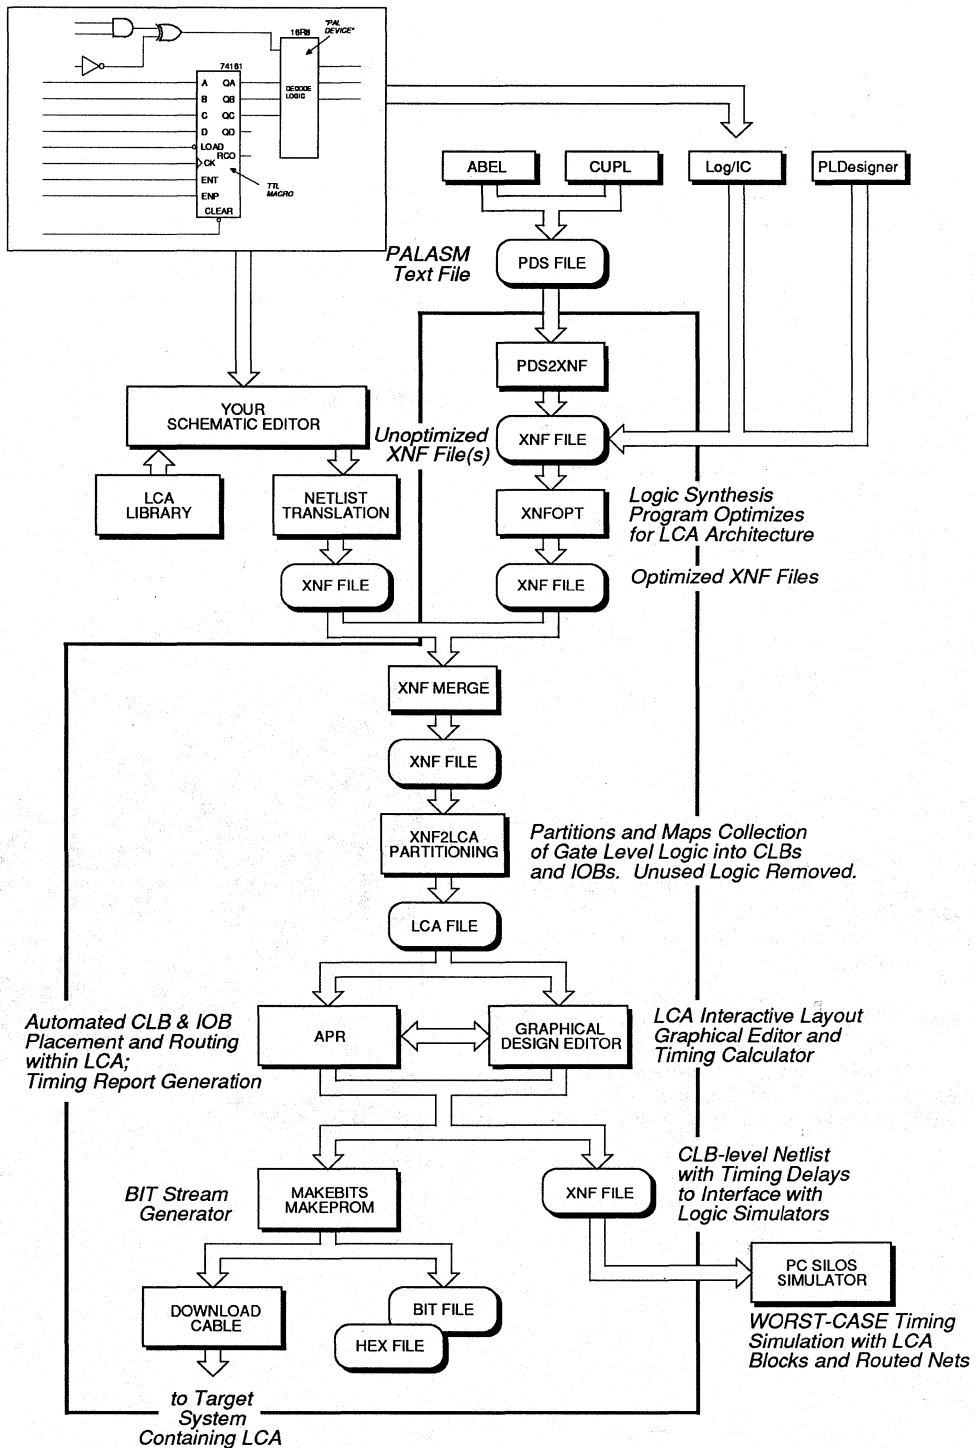 "PAL
DEVICE"
16R8
74161
A QA
B QB
C QC
D QD
LOAD
RCO
CK
ENT
ENP
CLEAR
DECODE
LOGIC
TTL
MACRO
ABEL
CUPL
Log/IC
PLDesigner
PALASM
Text File
PDS FILE
PDS2XNF
YOUR
SCHEMATIC EDITOR
Unoptimized
XNF File(s)
XNF FILE
LCA
LIBRARY
NETLIST
TRANSLATION
XNFOPT
Logic Synthesis
Program Optimizes
for LCA Architecture
XNF FILE
XNF FILE
Optimized XNF Files
XNF MERGE
XNF FILE
XNF2LCA
PARTITIONING
Partitions and Maps Collection
of Gate Level Logic into CLBs
and IOBs. Unused Logic Removed.
LCA FILE
Automated CLB & IOB
Placement and Routing
within LCA;
Timing Report Generation
APR
GRAPHICAL
DESIGN EDITOR
LCA Interactive Layout
Graphical Editor and
Timing Calculator
BIT Stream
Generator
MAKEBITS
MAKEPROM
XNF FILE
CLB-level Netlist
with Timing Delays
to Interface with
Logic Simulators
DOWNLOAD
CABLE
BIT FILE
HEX FILE
PC SILOS
SIMULATOR
WORST-CASE Timing
Simulation with LCA
Blocks and Routed Nets
to Target
System
Containing LCA